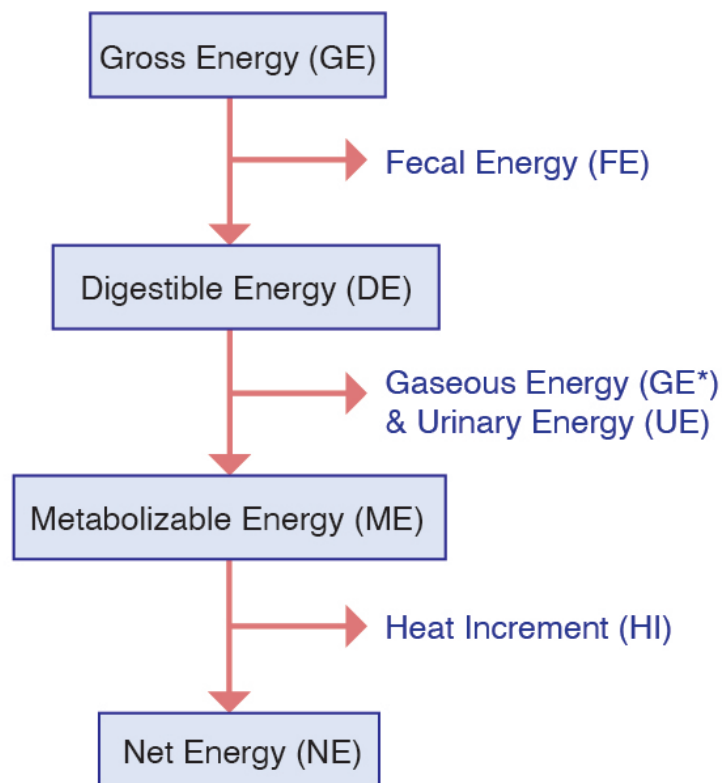 Gross Energy (GE)
Fecal Energy (FE)
Digestible Energy (DE)
Gaseous Energy (GE*)
& Urinary Energy (UE)
Metabolizable Energy (ME)
Heat Increment (HI)
Net Energy (NE)